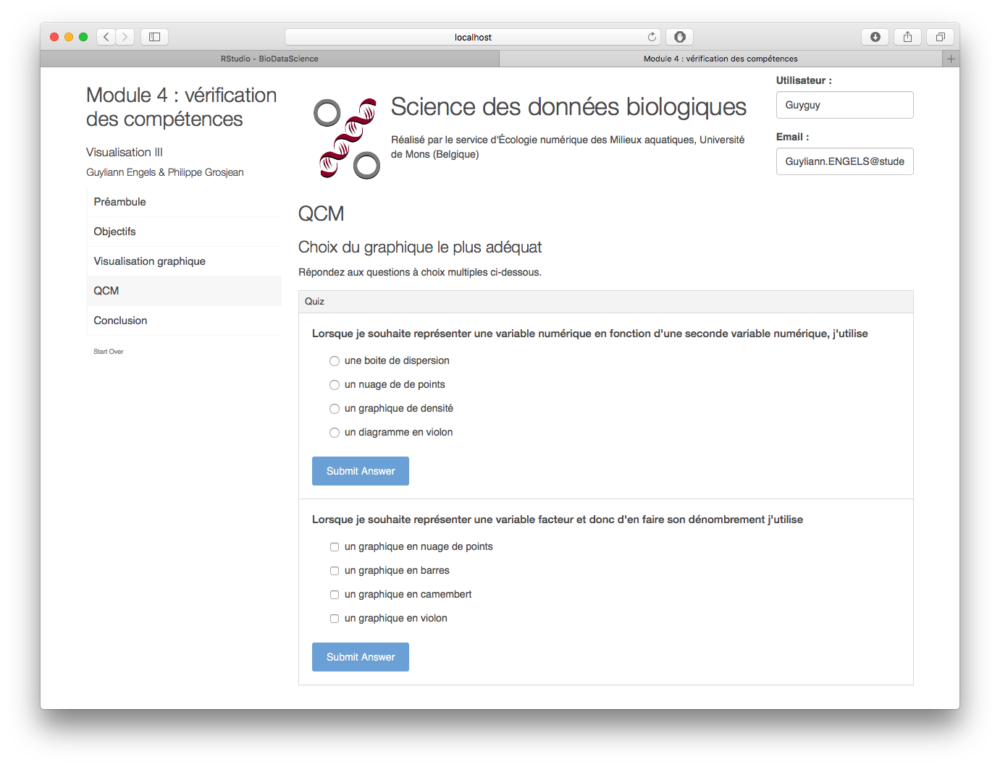 localhost
RStudio - BioDataScience
Module 4 : vérification des compétences
Module 4 : vérification
des compétences
Visualisation III
Guyliann Engels & Philippe Grosjean
Préambule
Objectifs
Visualisation graphique
QCM
Conclusion
Start Over
Science des données biologiques
Réalisé par le service d'Écologie numérique des Milieux aquatiques, Université
de Mons (Belgique)
Utilisateur :
Guyguy
Email :
Guyliann.ENGELS@stude
QCM
Choix du graphique le plus adéquat
Répondez aux questions à choix multiples ci-dessous.
Quiz
Lorsque je souhaite représenter une variable numérique en fonction d'une seconde variable numérique, j'utilise
une boite de dispersion
un nuage de de points
un graphique de densité
un diagramme en violon
Submit Answer
Lorsque je souhaite représenter une variable facteur et donc d'en faire son dénombrement j'utilise
un graphique en nuage de points
un graphique en barres
un graphique en camembert
un graphique en violon
Submit Answer